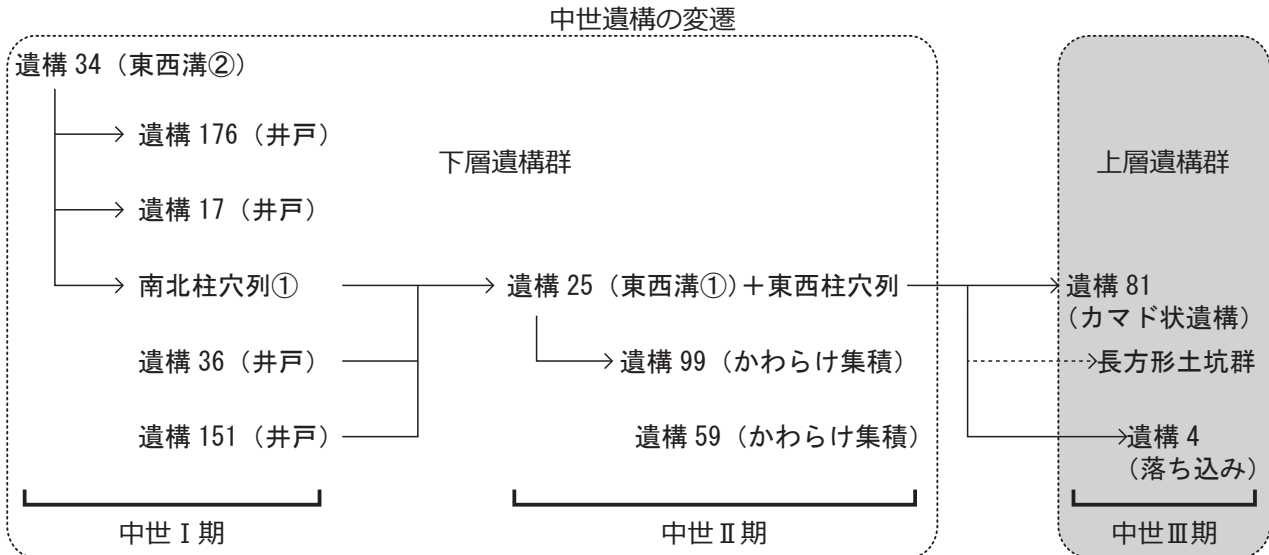 中世遺構の変遷
遺構 34（東西溝②）
遺構 176（井戸）
下層遺構群
上層遺構群
遺構 17（井戸）
南北柱穴列①
遺構 25（東西溝①）＋東西柱穴列
遺構 81
（カマド状遺構）
遺構 36（井戸）
遺構 99（かわらけ集積）
長方形土坑群
遺構 151（井戸）
遺構 59（かわらけ集積）
遺構 4
（落ち込み）
中世Ⅰ期
中世Ⅱ期
中世Ⅲ期